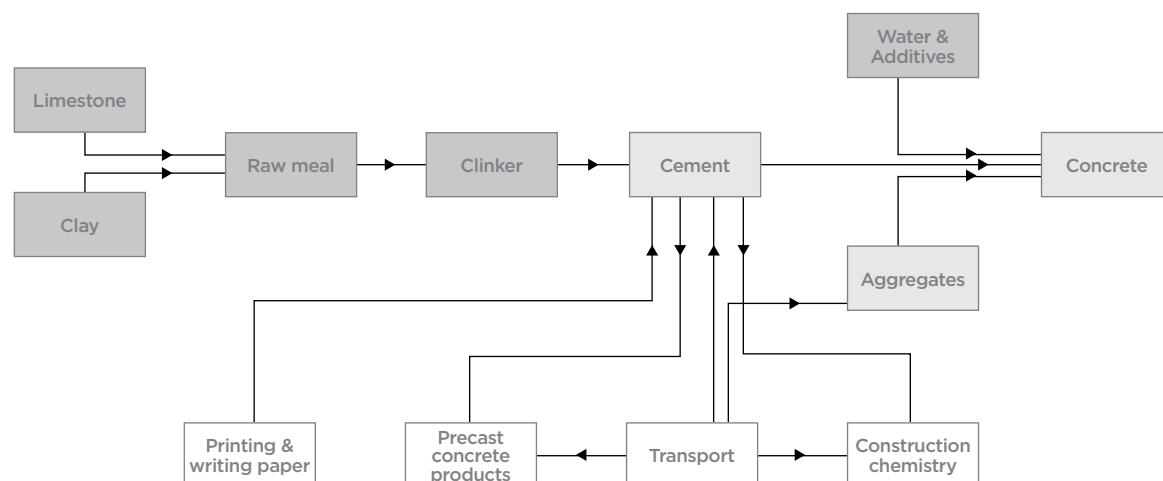 Water &
Additives
Limestone
Raw meal
Clinker
Cement
Concrete
Clay
Aggregates
Printing &
writing paper
Precast
concrete
products
Transport
Construction
chemistry